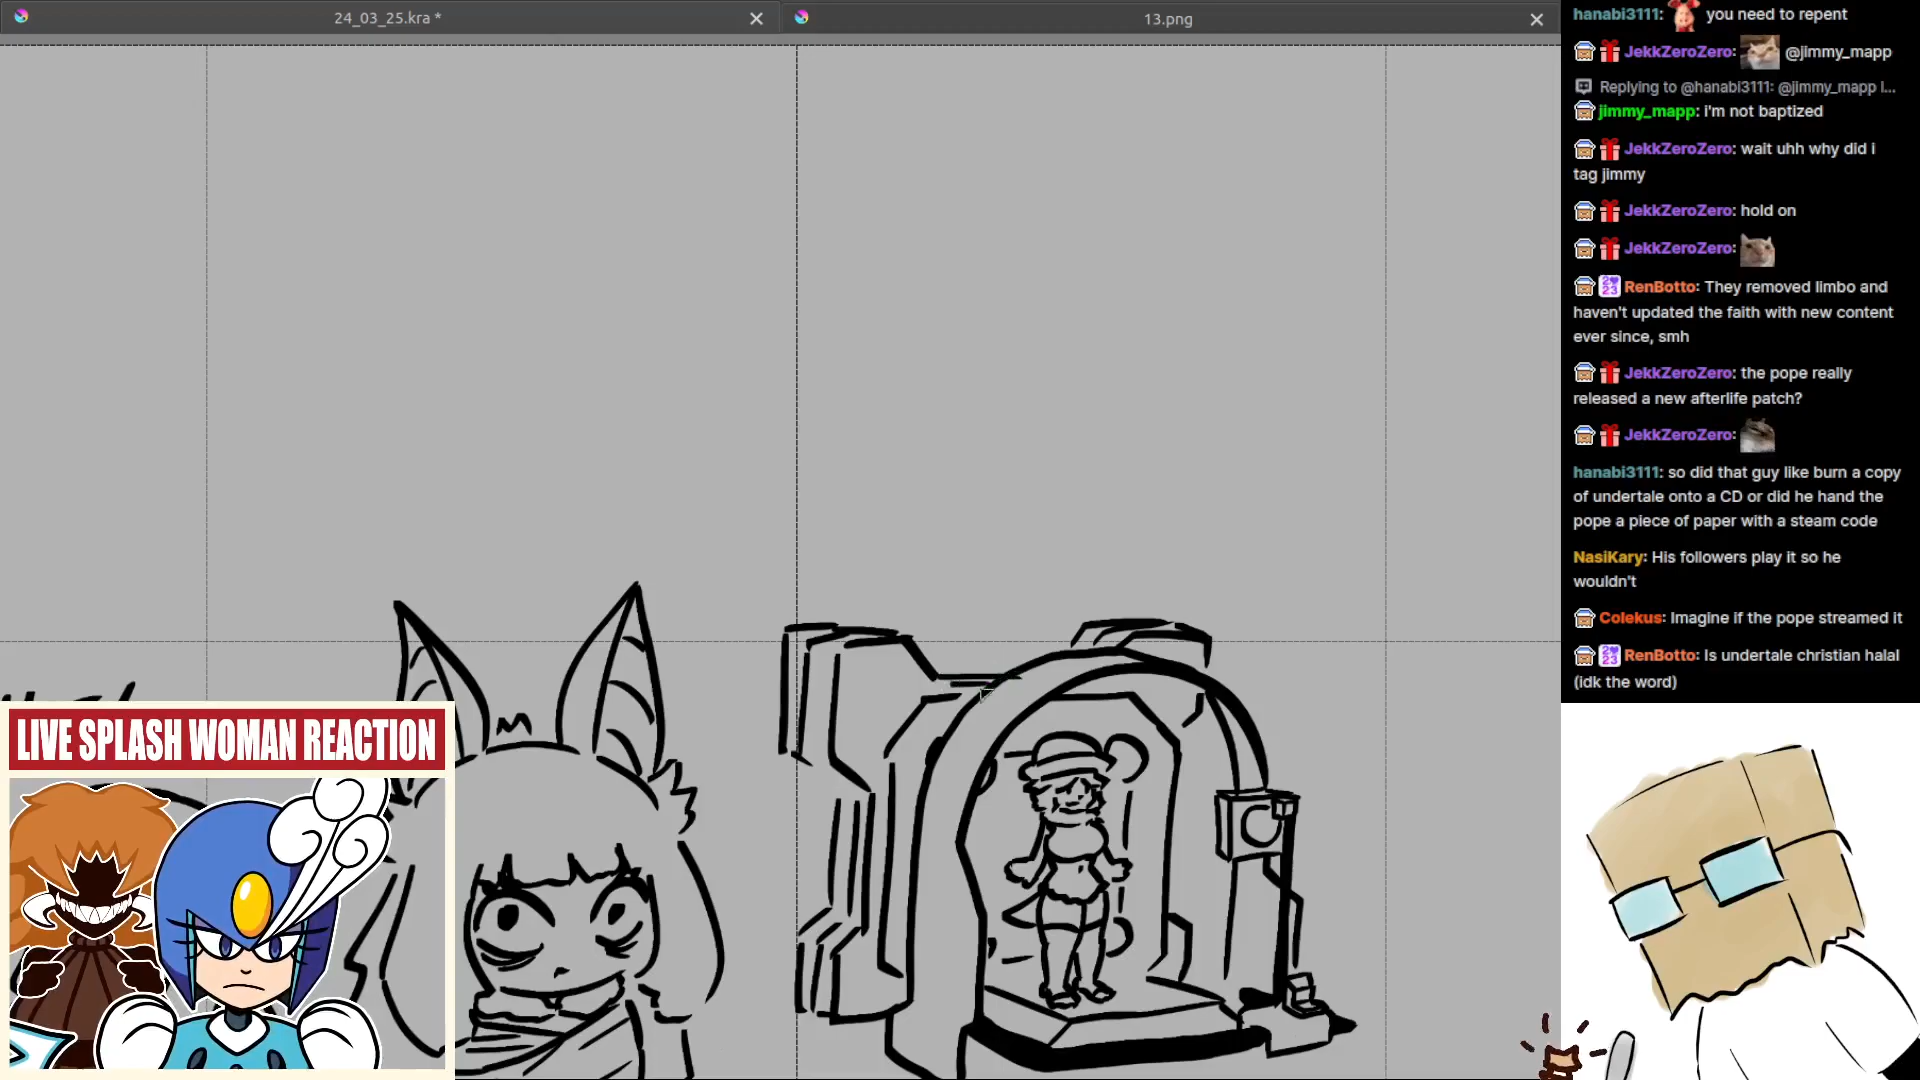 24_03_25.kra *
13.png
hanabi3111: you need to repent
JekkZeroZero: @jimmy_mapp
Replying to @hanabi3111: @jimmy_mapp i...
jimmy_mapp: i'm not baptized
JekkZeroZero: wait uhh why did i
tag jimmy
JekkZeroZero: hold on
JekkZeroZero:
RenBotto: They removed limbo and
haven't updated the faith with new content
ever since, smh
JekkZeroZero: the pope really
released a new afterlife patch?
JekkZeroZero:
hanabi3111: so did that guy like burn a copy
of undertale onto a CD or did he hand the
pope a piece of paper with a steam code
NasiKary: His followers play it so he
wouldn't
Colekus: Imagine if the pope streamed it
RenBotto: Is undertale christian halal
(idk the word)
LIVE SPLASH WOMAN REACTION